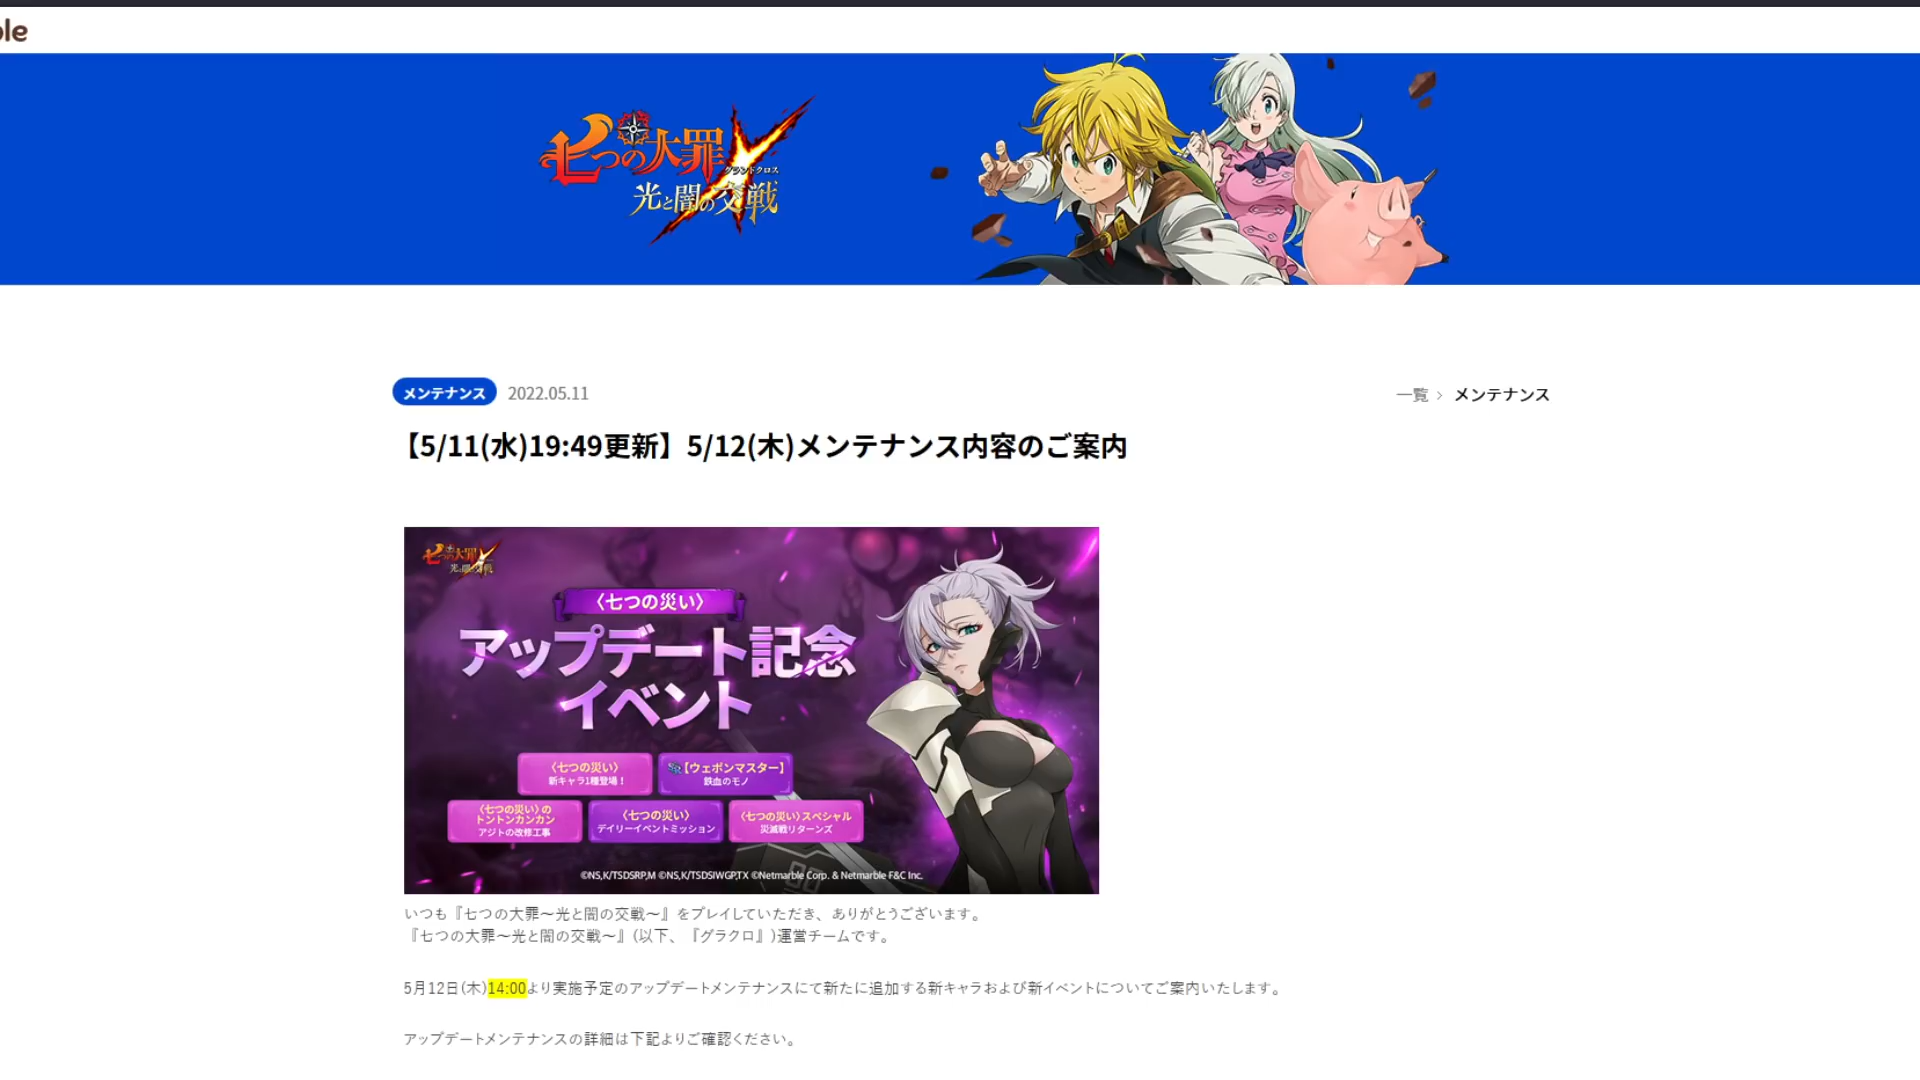 ble
七つの大罪
グランドクロス
光と闇の交戦
メンテナンス 2022.05.11
一覧 > メンテナンス
【5/11(水)19:49更新】5/12(木)メンテナンス内容のご案内
七つの大罪
光と闇の交戦
〈七つの災い〉
アップデート記念
イベント
〈七つの災い〉
新キャラ1種登場！
【ウェポンマスター】
鉄血のモノ
〈七つの災い〉の
トントンカンカン
アジトの改修工事
〈七つの災い〉
デイリーイベントミッション
〈七つの災い〉スペシャル
災滅戦リターンズ
©NS,K/TSDSRP,M ©NS,K/TSDSIWGP,TX ©Netmarble Corp. & Netmarble F&C Inc.
いつも『七つの大罪～光と闇の交戦～』をプレイしていただき、ありがとうございます。
『七つの大罪～光と闇の交戦～』(以下、『グラクロ』)運営チームです。
5月12日(木)14:00より実施予定のアップデートメンテナンスにて新たに追加する新キャラおよび新イベントについてご案内いたします。
アップデートメンテナンスの詳細は下記よりご確認ください。